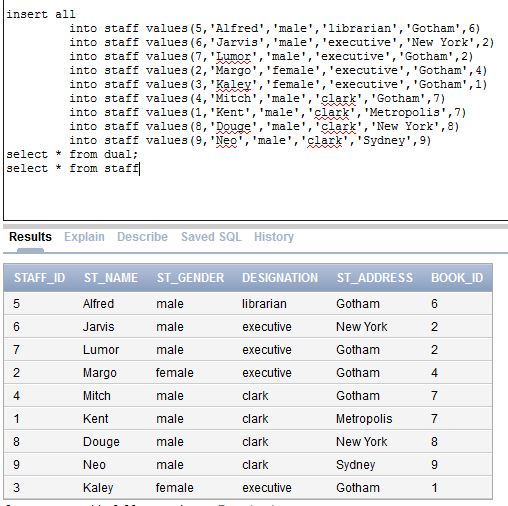 insert all
into staff values(5,'Alfred','male','librarian','Gotham',6)
into staff values(6,'Jarvis','male','executive','New York',2)
into staff values(7,'Lumor','male','executive','Gotham',2)
into staff values(2,'Margo','female','executive','Gotham',4)
into staff values(3,'Kaley','female','executive','Gotham',1)
into staff values(4,'Mitch','male','clark','Gotham',7)
into staff values(1,'Kent','male','clark','Metropolis',7)
into staff values(8,'Douge','male','clark','New York',8)
into staff values(9,'Neo','male','clark','Sydney',9)
select * from dual;
select * from staff
Results Explain Describe Saved SQL History
STAFF_ID ST_NAME ST_GENDER DESIGNATION ST_ADDRESS BOOK_ID
5 Alfred male librarian Gotham 6
6 Jarvis male executive New York 2
7 Lumor male executive Gotham 2
2 Margo female executive Gotham 4
4 Mitch male clark Gotham 7
1 Kent male clark Metropolis 7
8 Douge male clark New York 8
9 Neo male clark Sydney 9
3 Kaley female executive Gotham 1